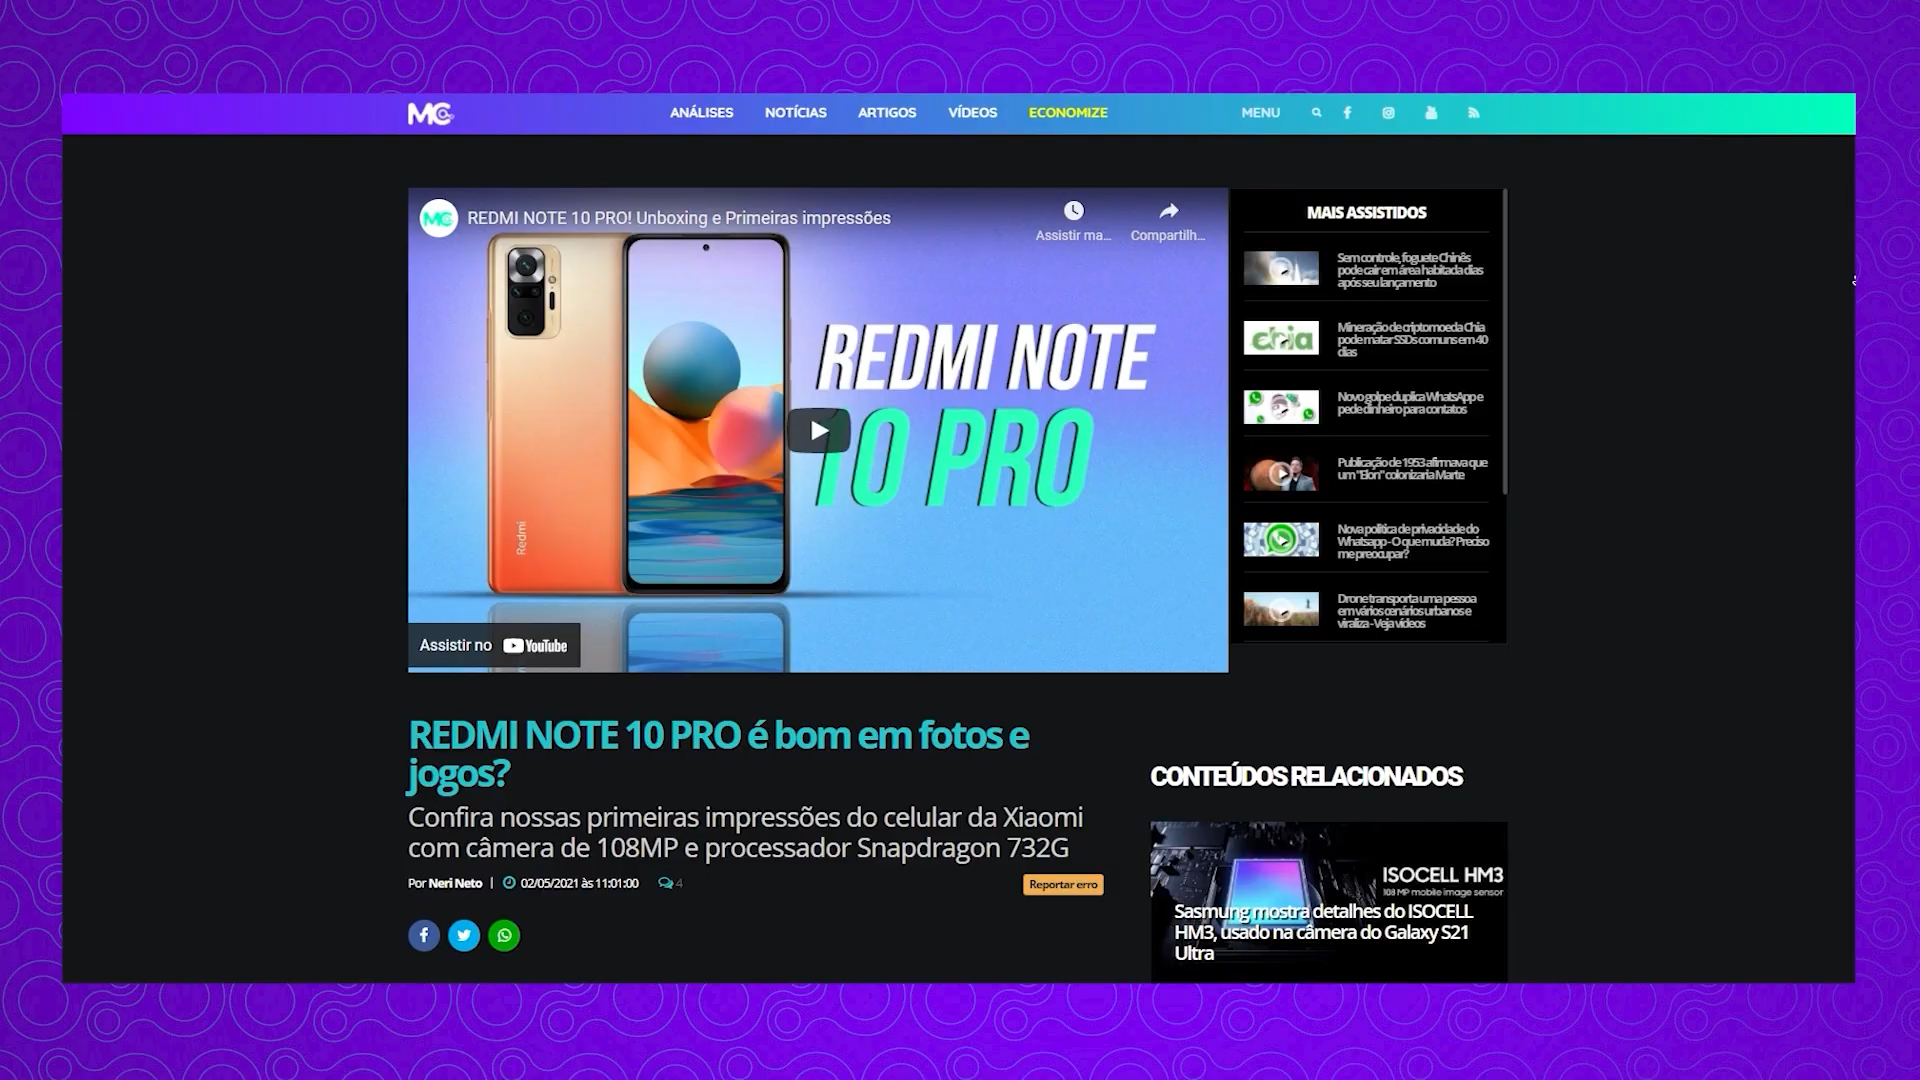 MC
ANÁLISES NOTÍCIAS ARTIGOS VÍDEOS ECONOMIZE MENU
MC
REDMI NOTE 10 PRO! Unboxing e Primeiras impressões
Assistir ma...
Compartilh...
REDMI NOTE
10 PRO
Redmi
Assistir no YouTube
MAIS ASSISTIDOS
Sem controle, foguete Chinês
pode cair em área habitada dias
após seu lançamento
chia
Mineração de criptomoeda Chia
pode matar SSDs comuns em 40
dias
Novo golpe duplica WhatsApp e
pede dinheiro para contatos
Publicação de 1953 afirmava que
um "Elon" colonizaria Marte
Nova política de privacidade do
Whatsapp - O que muda? Preciso
me preocupar?
Drone transporta uma pessoa
em vários cenários urbanos e
viraliza - Veja vídeos
REDMI NOTE 10 PRO é bom em fotos e
jogos?
Confira nossas primeiras impressões do celular da Xiaomi
com câmera de 108MP e processador Snapdragon 732G
Por Neri Neto | 02/05/2021 às 11:01:00 4
Reportar erro
CONTEÚDOS RELACIONADOS
ISOCELL HM3
108 MP mobile image sensor
Sasmung mostra detalhes do ISOCELL
HM3, usado na câmera do Galaxy S21
Ultra